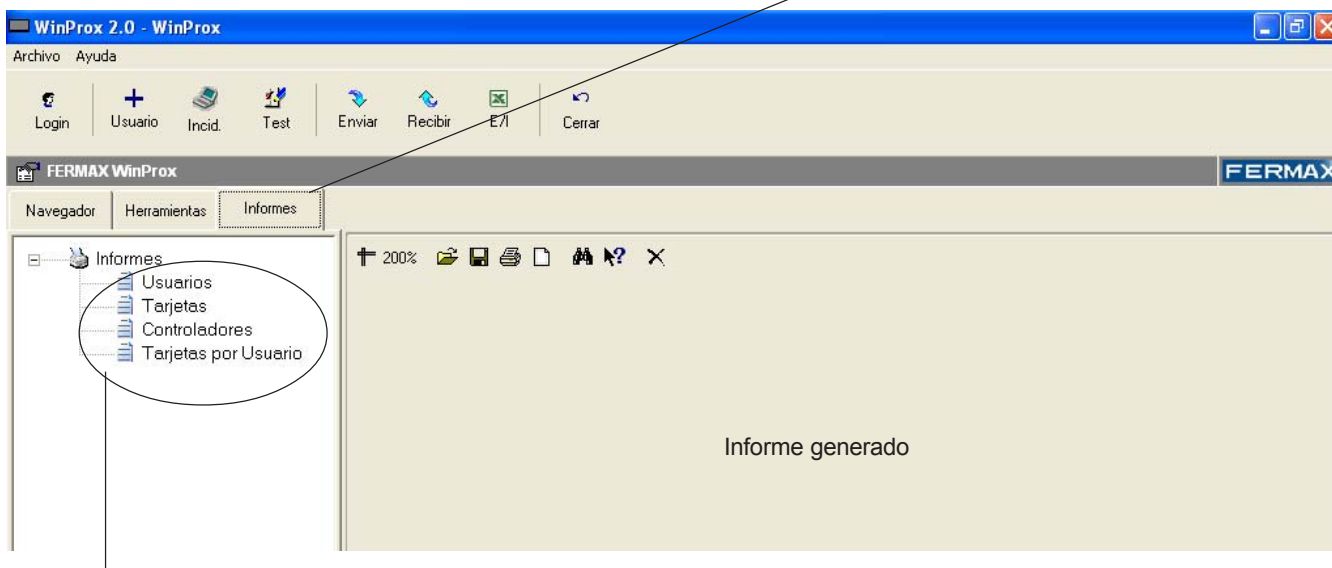 WinProx 2.0 - WinProx
Archivo Ayuda
Login Usuario Incid. Test Enviar Recibir E/I Cerrar
FERMAX WinProx FERMAX
Navegador Herramientas Informes
Informes
200%
Usuarios
Tarjetas
Controladores
Tarjetas por Usuario
Informe generado